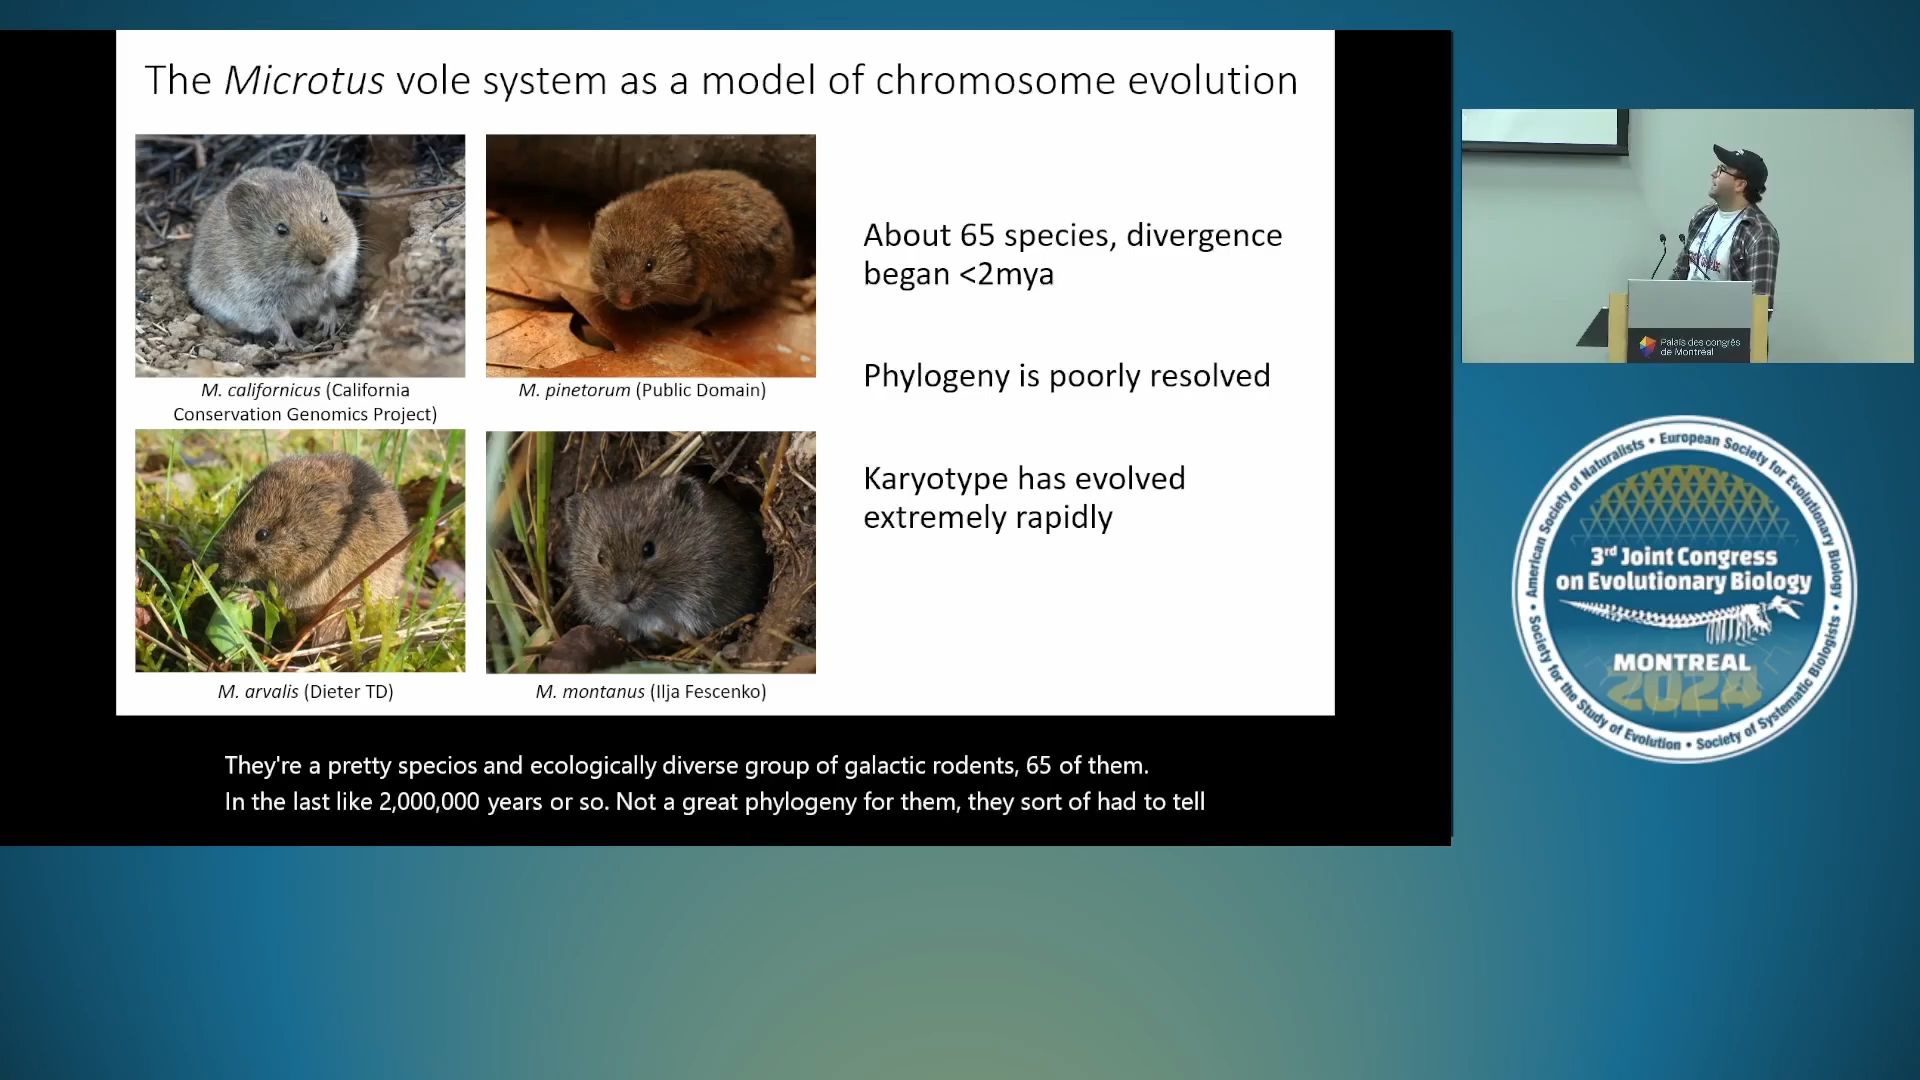 The Microtus vole system as a model of chromosome evolution
M. californicus (California
Conservation Genomics Project)
M. pinetorum (Public Domain)
M. arvalis (Dieter TD)
M. montanus (Ilja Fescenko)
About 65 species, divergence
began <2mya
Phylogeny is poorly resolved
Karyotype has evolved
extremely rapidly
They're a pretty specios and ecologically diverse group of galactic rodents, 65 of them.
In the last like 2,000,000 years or so. Not a great phylogeny for them, they sort of had to tell
Palais des congrès
de Montréal
American Society of Naturalists • European Society for Evolutionary Biology •
Society for the Study of Evolution • Society of Systematic Biologists •
3rd Joint Congress
on Evolutionary Biology
MONTREAL
2024